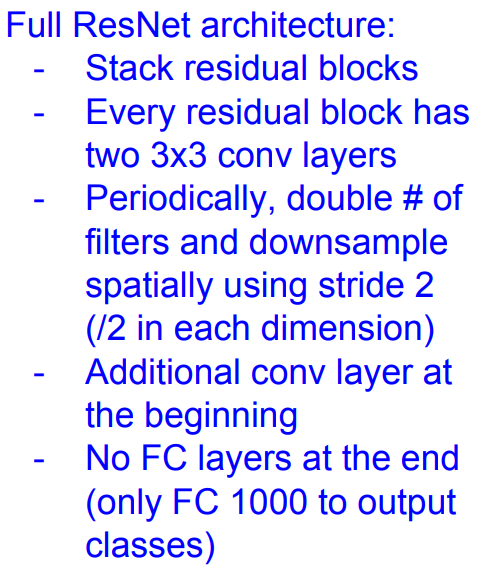 Full ResNet architecture:
- Stack residual blocks
- Every residual block has
two 3x3 conv layers
- Periodically, double # of
filters and downsample
spatially using stride 2
(/2 in each dimension)
- Additional conv layer at
the beginning
- No FC layers at the end
(only FC 1000 to output
classes)